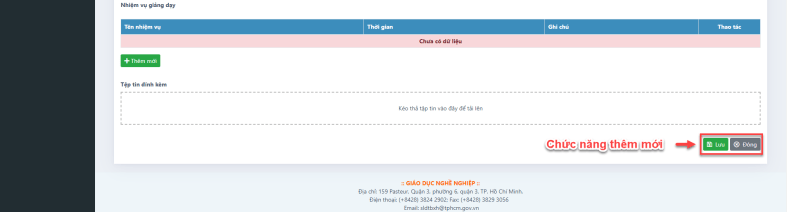 Nhiệm vụ giảng dạy
Tên nhiệm vụ Thời gian Ghi chú Thao tác
Chưa có dữ liệu
+ Thêm mới
Tệp tin đính kèm
Kéo thả tập tin vào đây để tải lên
Chức năng thêm mới Lưu Đóng
:: GIÁO DỤC NGHỀ NGHIỆP ::
Địa chỉ: 159 Pasteur, Quận 3, phường 6, quận 3, TP. Hồ Chí Minh.
Điện thoại: (+8428) 3824 2902; Fax: (+8428) 3829 3056
Email: sldtbxh@tphcm.gov.vn